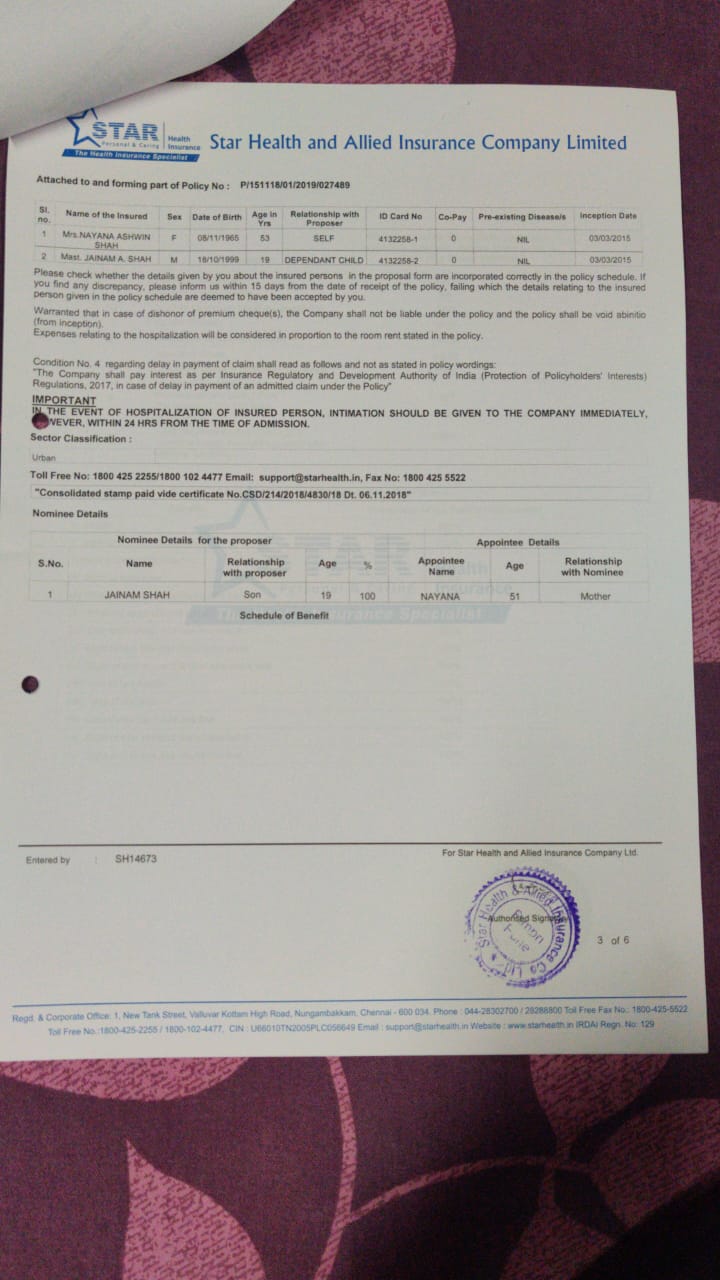 STAR Health Insurance
Personal & Caring
The Health Insurance Specialist
Star Health and Allied Insurance Company Limited
Attached to and forming part of Policy No : P/151118/01/2019/027489
Sl. no. Name of the Insured Sex Date of Birth Age in Yrs Relationship with Proposer ID Card No Co-Pay Pre-existing Disease/s Inception Date
1 Mrs.NAYANA ASHWIN SHAH F 08/11/1965 53 SELF 4132258-1 0 NIL 03/03/2015
2 Mast. JAINAM A. SHAH M 16/10/1999 19 DEPENDANT CHILD 4132258-2 0 NIL 03/03/2015
Please check whether the details given by you about the insured persons in the proposal form are incorporated correctly in the policy schedule. If
you find any discrepancy, please inform us within 15 days from the date of receipt of the policy, failing which the details relating to the insured
person given in the policy schedule are deemed to have been accepted by you.
Warranted that in case of dishonor of premium cheque(s), the Company shall not be liable under the policy and the policy shall be void abinitio
(from inception).
Expenses relating to the hospitalization will be considered in proportion to the room rent stated in the policy.
Condition No. 4 regarding delay in payment of claim shall read as follows and not as stated in policy wordings:
"The Company shall pay interest as per Insurance Regulatory and Development Authority of India (Protection of Policyholders' Interests)
Regulations, 2017, in case of delay in payment of an admitted claim under the Policy"
IMPORTANT
IN THE EVENT OF HOSPITALIZATION OF INSURED PERSON, INTIMATION SHOULD BE GIVEN TO THE COMPANY IMMEDIATELY,
WEVER, WITHIN 24 HRS FROM THE TIME OF ADMISSION.
Sector Classification :
Urban
Toll Free No: 1800 425 2255/1800 102 4477 Email: support@starhealth.in, Fax No: 1800 425 5522
"Consolidated stamp paid vide certificate No.CSD/214/2018/4830/18 Dt. 06.11.2018"
Nominee Details
Nominee Details for the proposer Appointee Details
S.No. Name Relationship with proposer Age % Appointee Name Age Relationship with Nominee
1 JAINAM SHAH Son 19 100 NAYANA 51 Mother
Schedule of Benefit
Entered by : SH14673
For Star Health and Allied Insurance Company Ltd.
Star Health & Allied Insurance Co. Ltd.
Pimpri
Pune
Authorised
3 of 6
Regd. & Corporate Office: 1, New Tank Street, Valluvar Kottam High Road, Nungambakkam, Chennai - 600 034. Phone : 044-28302700 / 28288800 Toll Free Fax No.: 1800-425-5522
Toll Free No.:1800-425-2255 / 1800-102-4477, CIN : U66010TN2005PLC056649 Email : support@starhealth.in Website : www.starhealth.in IRDAI Regn. No: 129